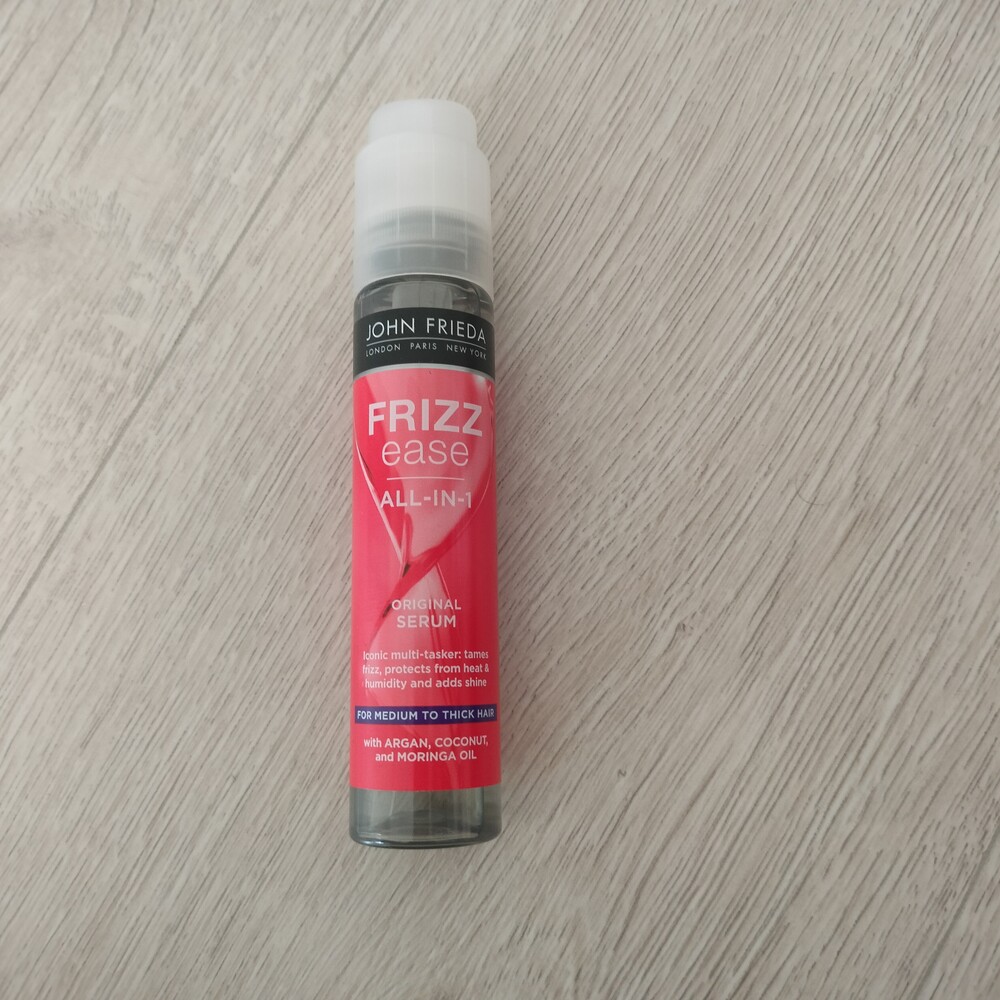 JOHN FRIEDA
LONDON PARIS NEW YORK
FRIZZ
ease
ALL-IN-1
ORIGINAL
SERUM
Iconic multi-tasker: tames
frizz, protects from heat &
humidity and adds shine
FOR MEDIUM TO THICK HAIR
with ARGAN, COCONUT,
and MORINGA OIL